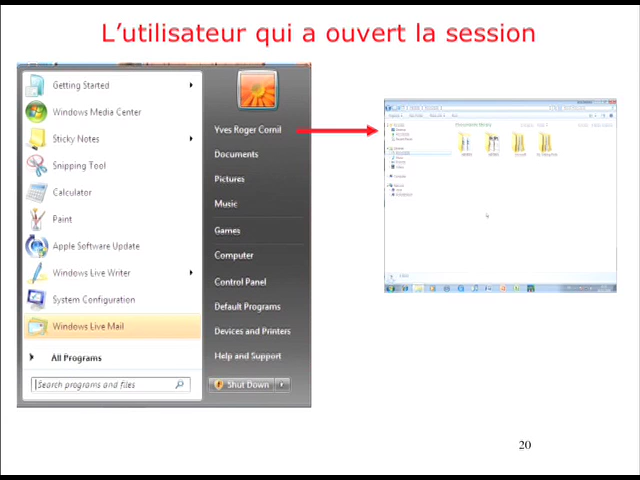 L'utilisateur qui a ouvert la session
Getting Started
Windows Media Center
Sticky Notes
Snipping Tool
Calculator
Paint
Apple Software Update
Windows Live Writer
System Configuration
Windows Live Mail
All Programs
Search programs and files
Yves Roger Cornil
Documents
Pictures
Music
Games
Computer
Control Panel
Default Programs
Devices and Printers
Help and Support
Shut Down
Documents library
20